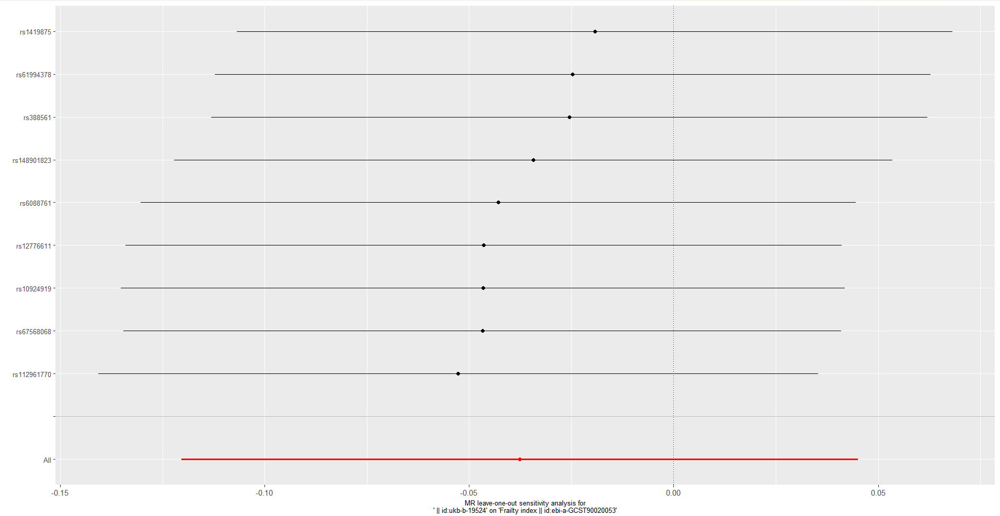 rs1419875
rs61994378
rs388561
rs148901823
rs6088761
rs12776611
rs10924919
rs67568068
rs112961770
All
-0.15 -0.10 -0.05 0.00 0.05
MR leave-one-out sensitivity analysis for
' || id:ukb-b-19524' on 'Frailty index || id:ebi-a-GCST90020053'